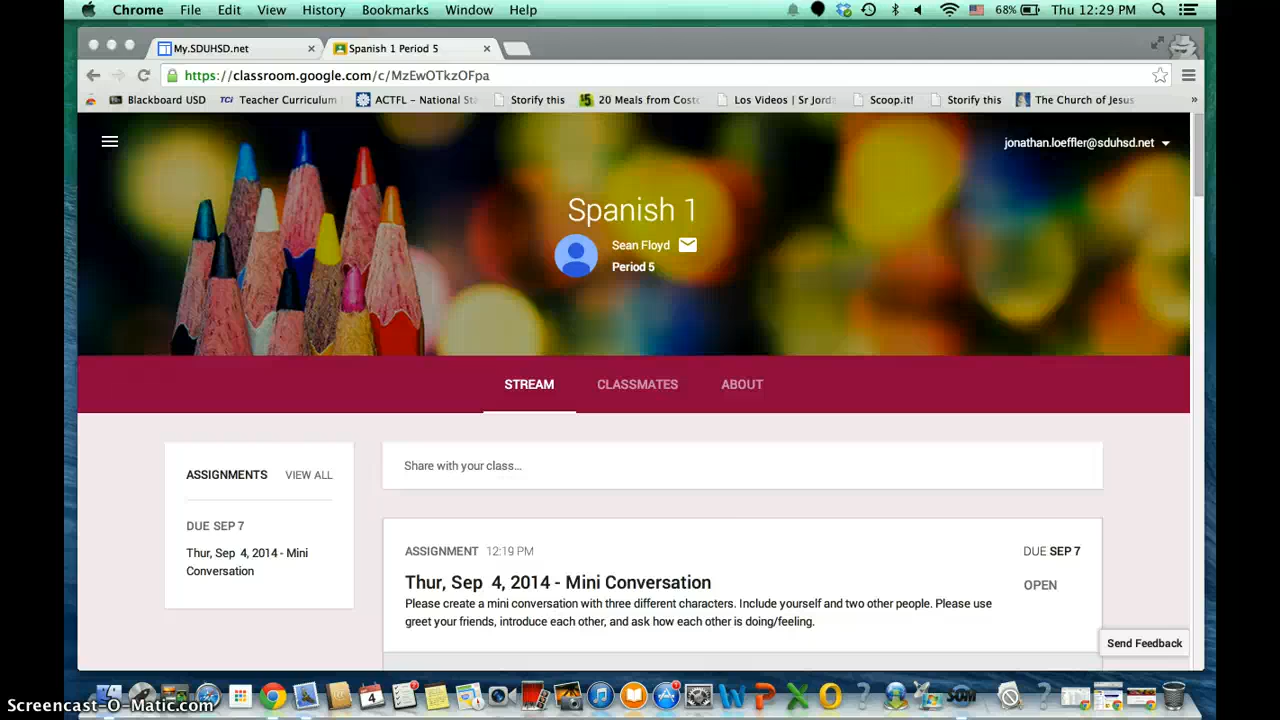 Chrome File Edit View History Bookmarks Window Help 68% Thu 12:29 PM
My.SDUHSD.net Spanish 1 Period 5
https://classroom.google.com/c/MzEwOTkzOFpa
Blackboard USD TCi Teacher Curriculum ACTFL - National Sta Storify this 20 Meals from Costc Los Videos | Sr Jorda Scoop.it! Storify this The Church of Jesus »
jonathan.loeffler@sduhsd.net
Spanish 1
Sean Floyd
Period 5
STREAM CLASSMATES ABOUT
ASSIGNMENTS VIEW ALL
DUE SEP 7
Thur, Sep 4, 2014 - Mini
Conversation
Share with your class...
ASSIGNMENT 12:19 PM DUE SEP 7
Thur, Sep 4, 2014 - Mini Conversation OPEN
Please create a mini conversation with three different characters. Include yourself and two other people. Please use
greet your friends, introduce each other, and ask how each other is doing/feeling.
Send Feedback
Screencast-O-Matic.com